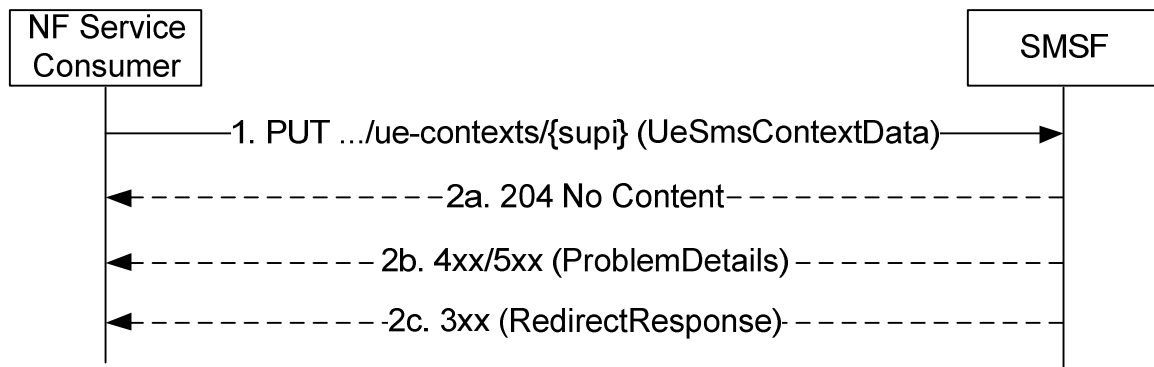 NF Service
Consumer
SMSF
1. PUT .../ue-contexts/{supi} (UeSmsContextData)
2a. 204 No Content
2b. 4xx/5xx (ProblemDetails)
2c. 3xx (RedirectResponse)